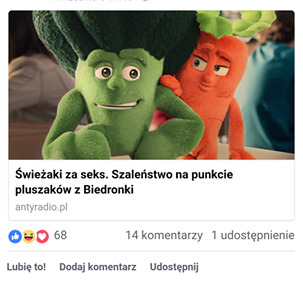 Świeżaki za seks. Szaleństwo na punkcie
pluszaków z Biedronki
antyradio.pl
68 14 komentarzy 1 udostępnienie
Lubię to! Dodaj komentarz Udostępnij